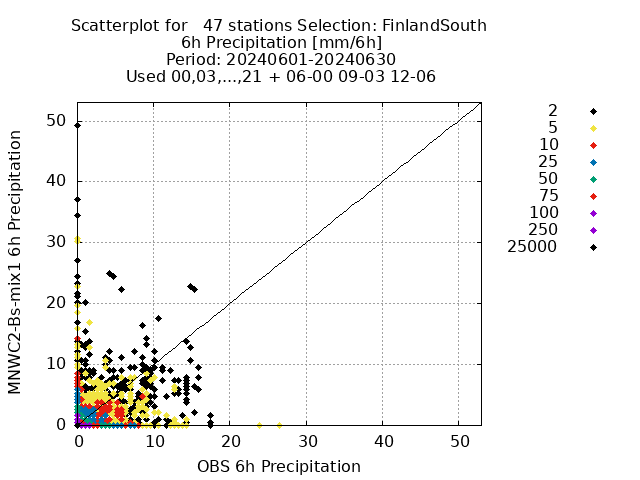 Scatterplot for   47 stations Selection: FinlandSouth
6h Precipitation [mm/6h]
Period: 20240601-20240630
Used 00,03,...,21 + 06-00 09-03 12-06
MNWC2-Bs-mix1 6h Precipitation
50
40
30
20
10
0
0 10 20 30 40 50
OBS 6h Precipitation
2
5
10
25
50
75
100
250
25000